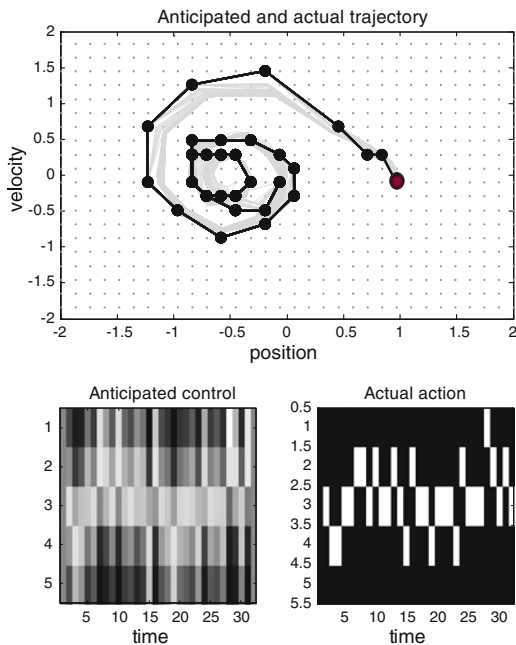 Anticipated and actual trajectory
2
1.5
1
0.5
0
-0.5
-1
-1.5
-2
velocity
-2 -1.5 -1 -0.5 0 0.5 1 1.5 2
position
Anticipated control
1
2
3
4
5
5 10 15 20 25 30
time
Actual action
0.5
1
1.5
2
2.5
3
3.5
4
4.5
5
5.5
5 10 15 20 25 30
time